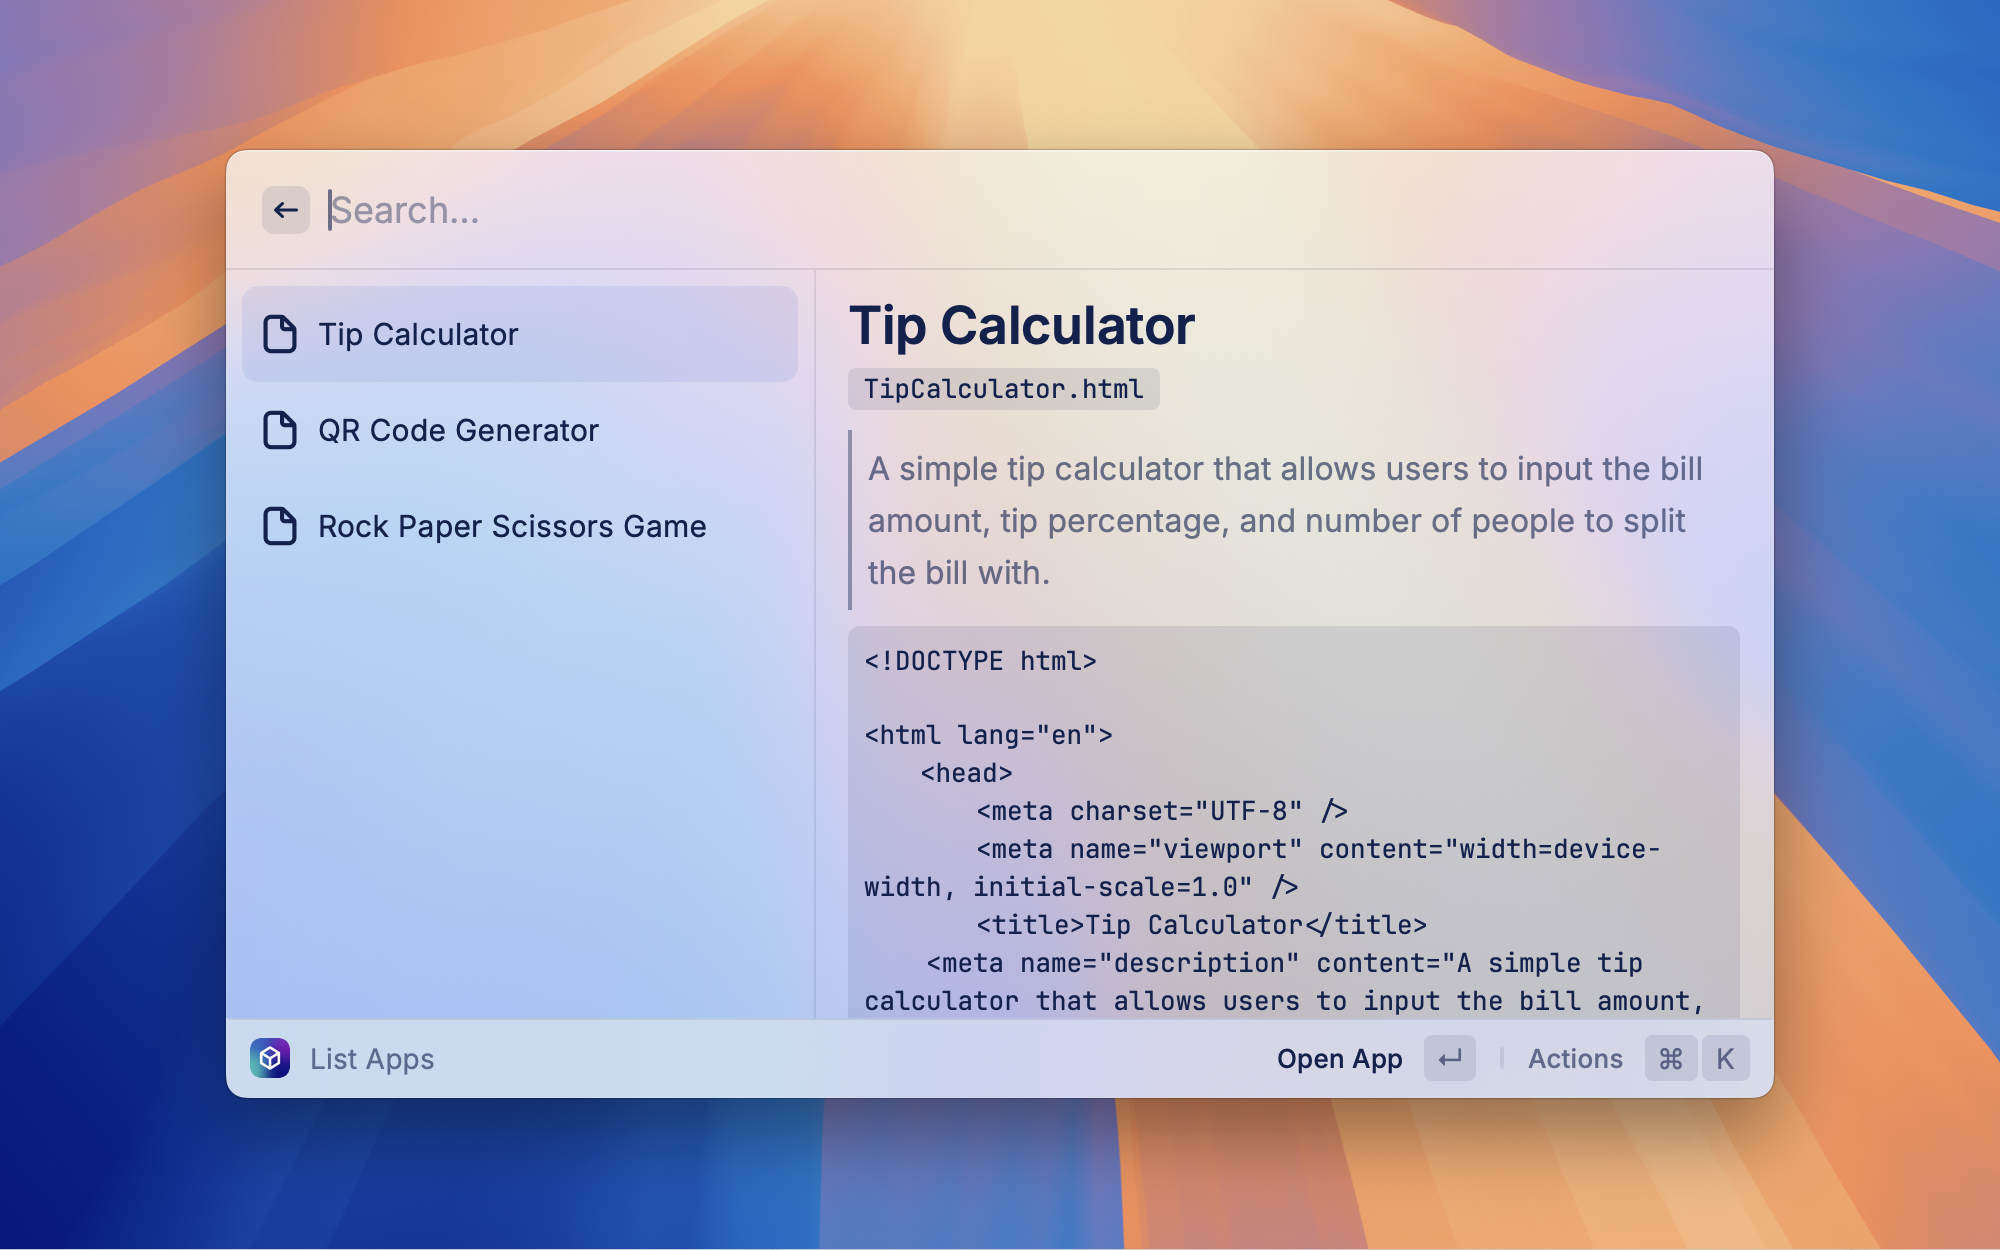 Search...
Tip Calculator
QR Code Generator
Rock Paper Scissors Game
Tip Calculator
TipCalculator.html
A simple tip calculator that allows users to input the bill
amount, tip percentage, and number of people to split
the bill with.
<!DOCTYPE html>
<html lang="en">
<head>
<meta charset="UTF-8" />
<meta name="viewport" content="width=device-
width, initial-scale=1.0" />
<title>Tip Calculator</title>
<meta name="description" content="A simple tip
calculator that allows users to input the bill amount,
List Apps
Open App ↵ Actions ⌘ K